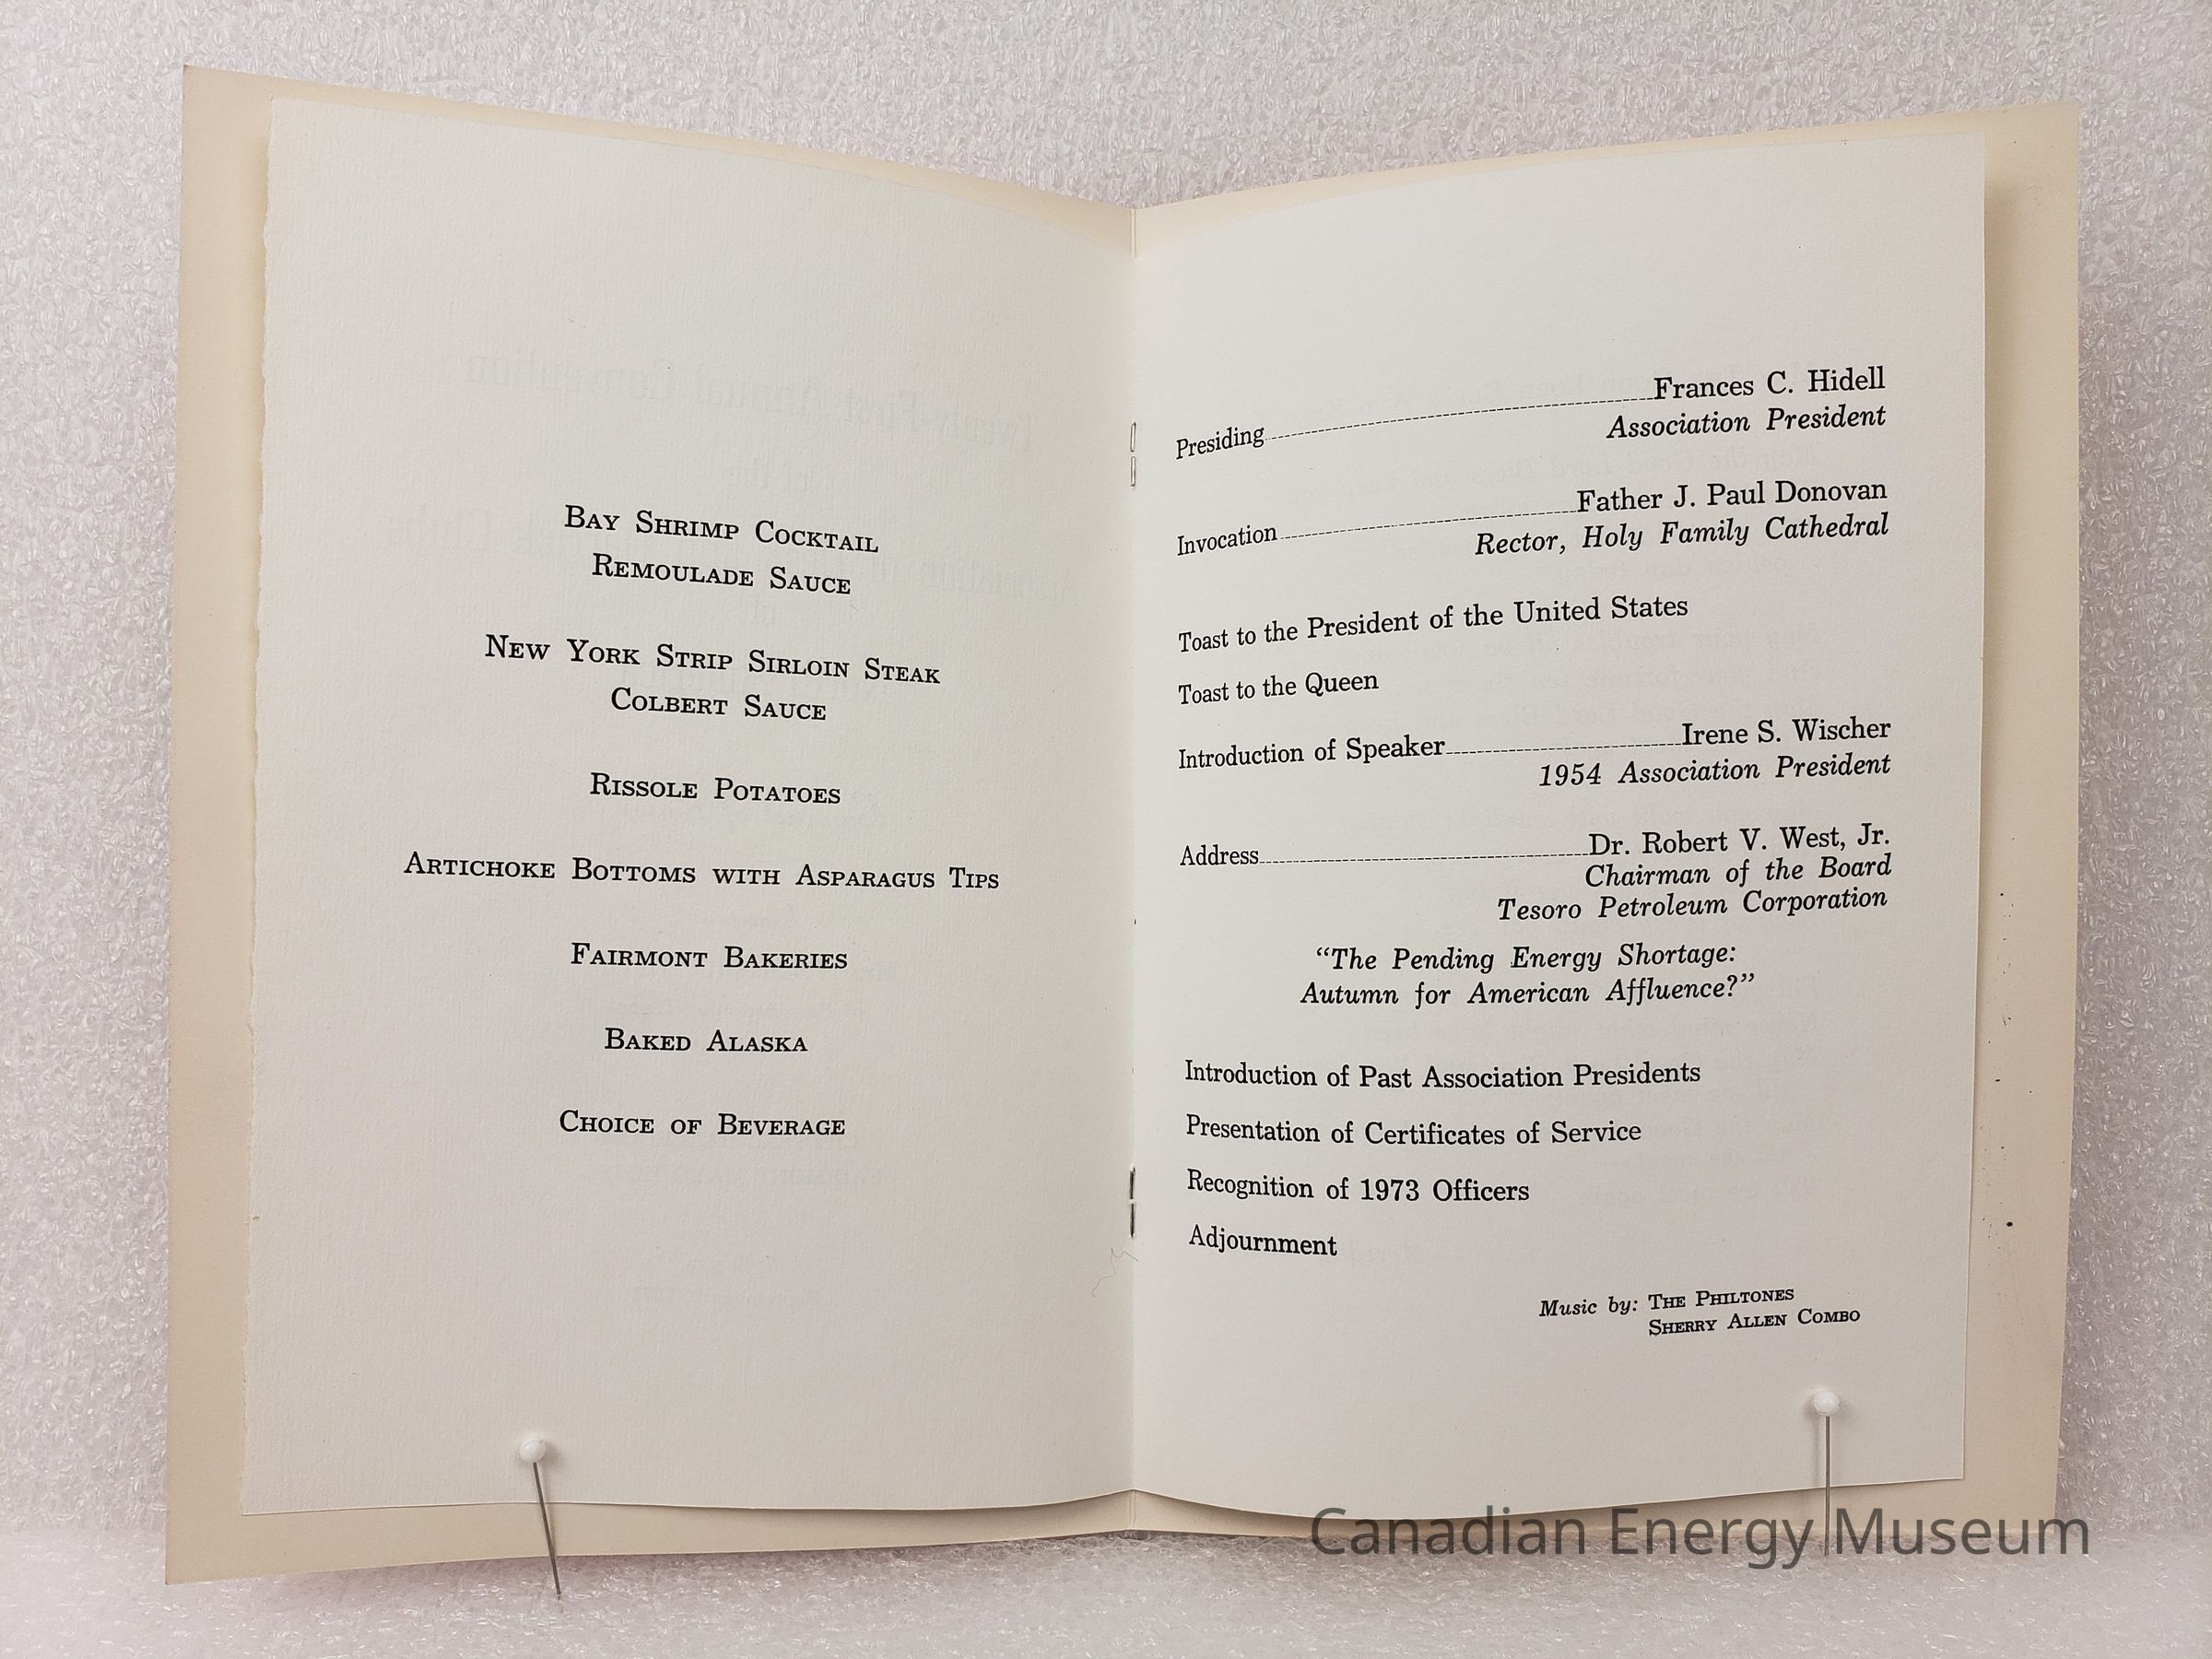 Bay Shrimp Cocktail
Remoulade Sauce
New York Strip Sirloin Steak
Colbert Sauce
Rissole Potatoes
Artichoke Bottoms with Asparagus Tips
Fairmont Bakeries
Baked Alaska
Choice of Beverage
Presiding Frances C. Hidell
Association President
Invocation Father J. Paul Donovan
Rector, Holy Family Cathedral
Toast to the President of the United States
Toast to the Queen
Introduction of Speaker Irene S. Wischer
1954 Association President
Address Dr. Robert V. West, Jr.
Chairman of the Board
Tesoro Petroleum Corporation
“The Pending Energy Shortage:
Autumn for American Affluence?”
Introduction of Past Association Presidents
Presentation of Certificates of Service
Recognition of 1973 Officers
Adjournment
Music by: The Philtones
Sherry Allen Combo
Canadian Energy Museum